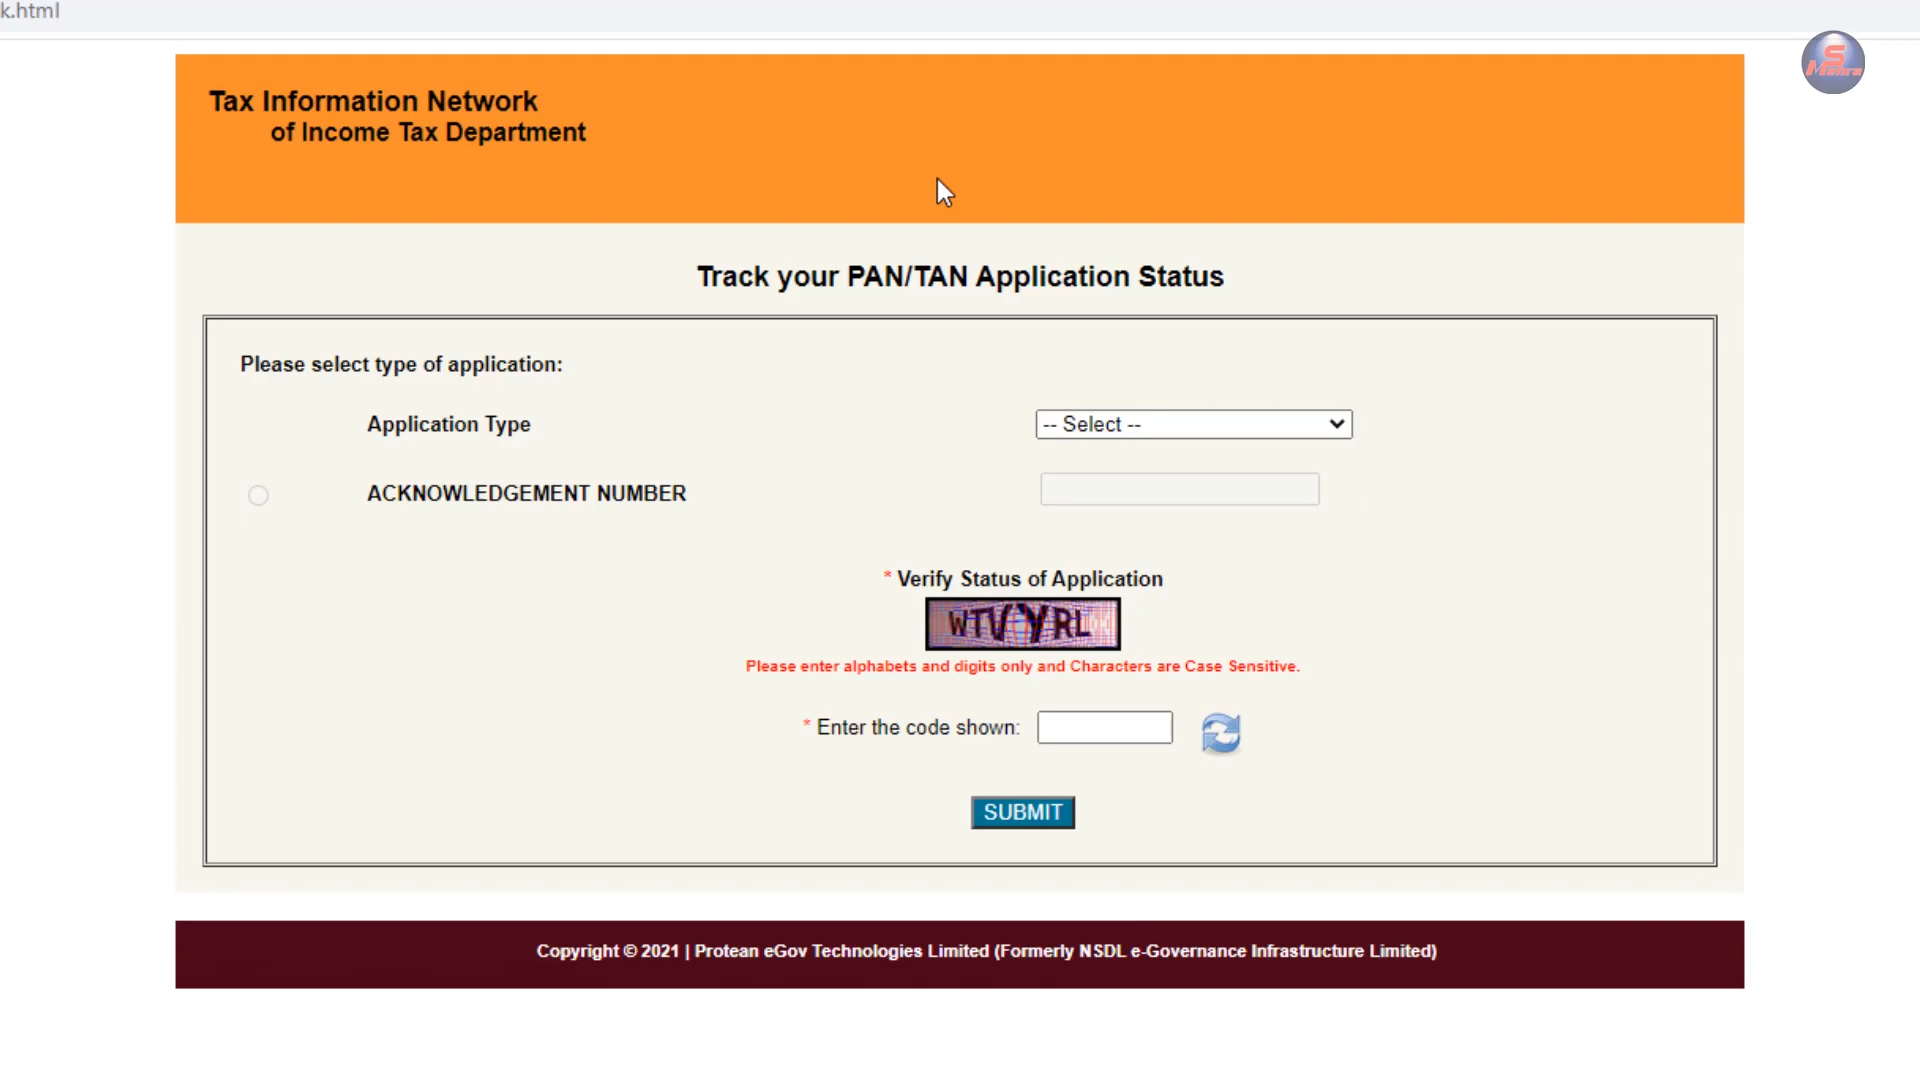 k.html
S
Mantra
Tax Information Network
of Income Tax Department
Track your PAN/TAN Application Status
Please select type of application:
Application Type
-- Select --
ACKNOWLEDGEMENT NUMBER
* Verify Status of Application
WTVYRL
Please enter alphabets and digits only and Characters are Case Sensitive.
* Enter the code shown:
SUBMIT
Copyright © 2021 | Protean eGov Technologies Limited (Formerly NSDL e-Governance Infrastructure Limited)